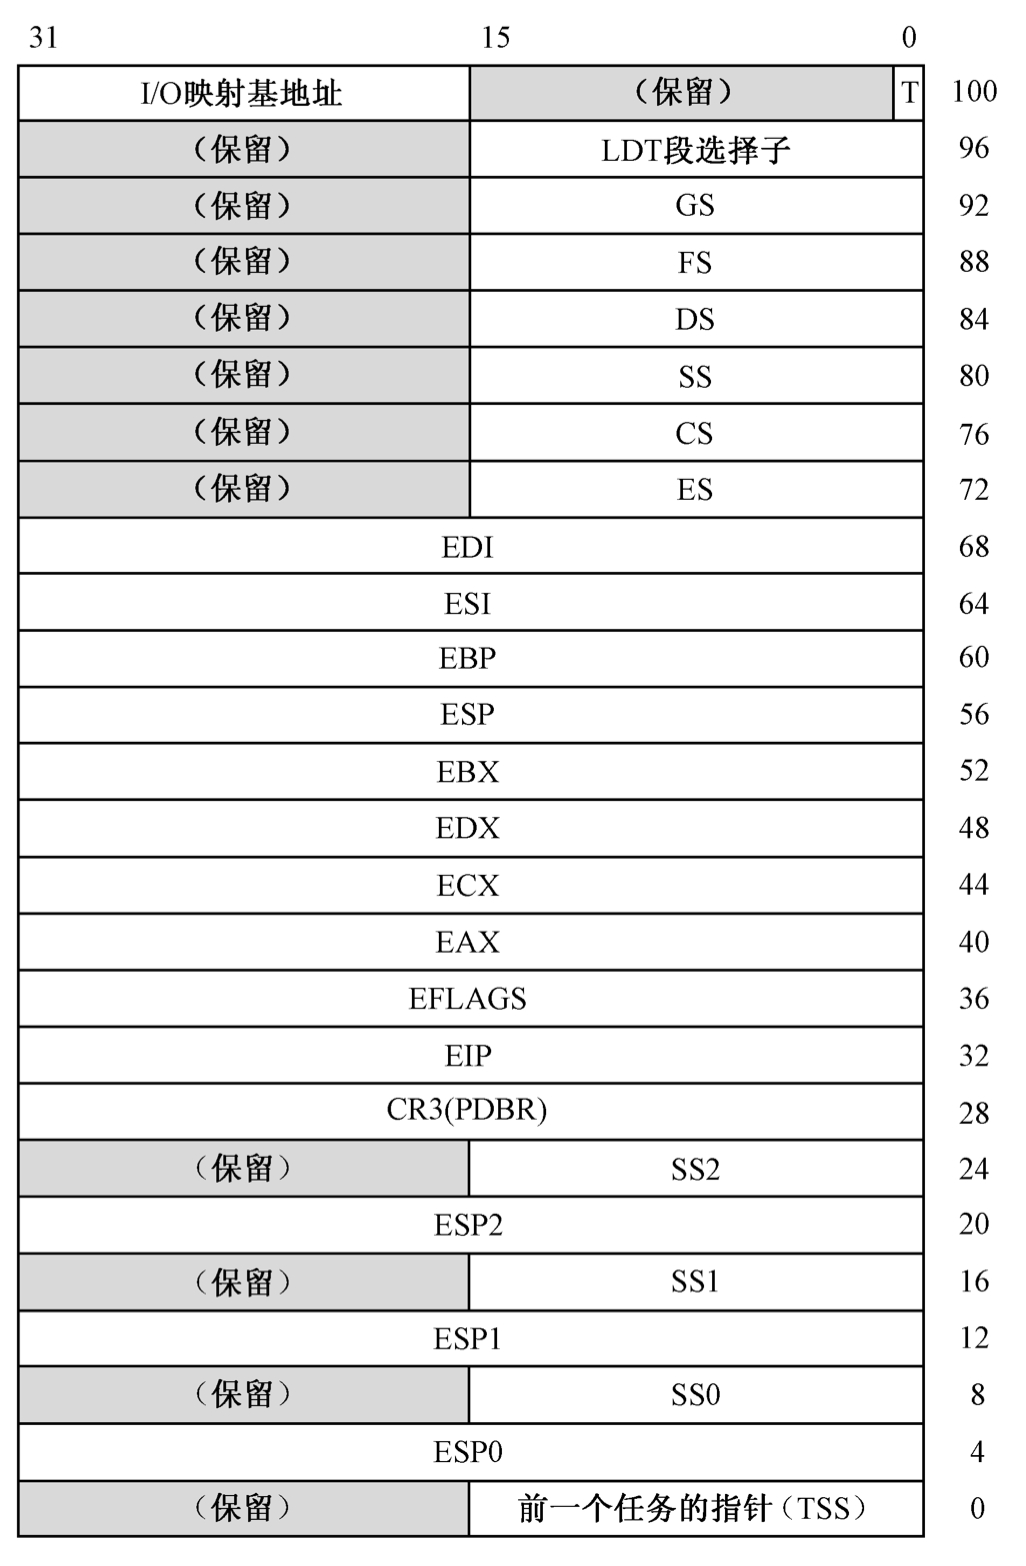 31 15 0
I/O映射基地址 （保留） T 100
（保留） LDT段选择子 96
（保留） GS 92
（保留） FS 88
（保留） DS 84
（保留） SS 80
（保留） CS 76
（保留） ES 72
EDI 68
ESI 64
EBP 60
ESP 56
EBX 52
EDX 48
ECX 44
EAX 40
EFLAGS 36
EIP 32
CR3(PDBR) 28
（保留） SS2 24
ESP2 20
（保留） SS1 16
ESP1 12
（保留） SS0 8
ESP0 4
（保留） 前一个任务的指针（TSS） 0